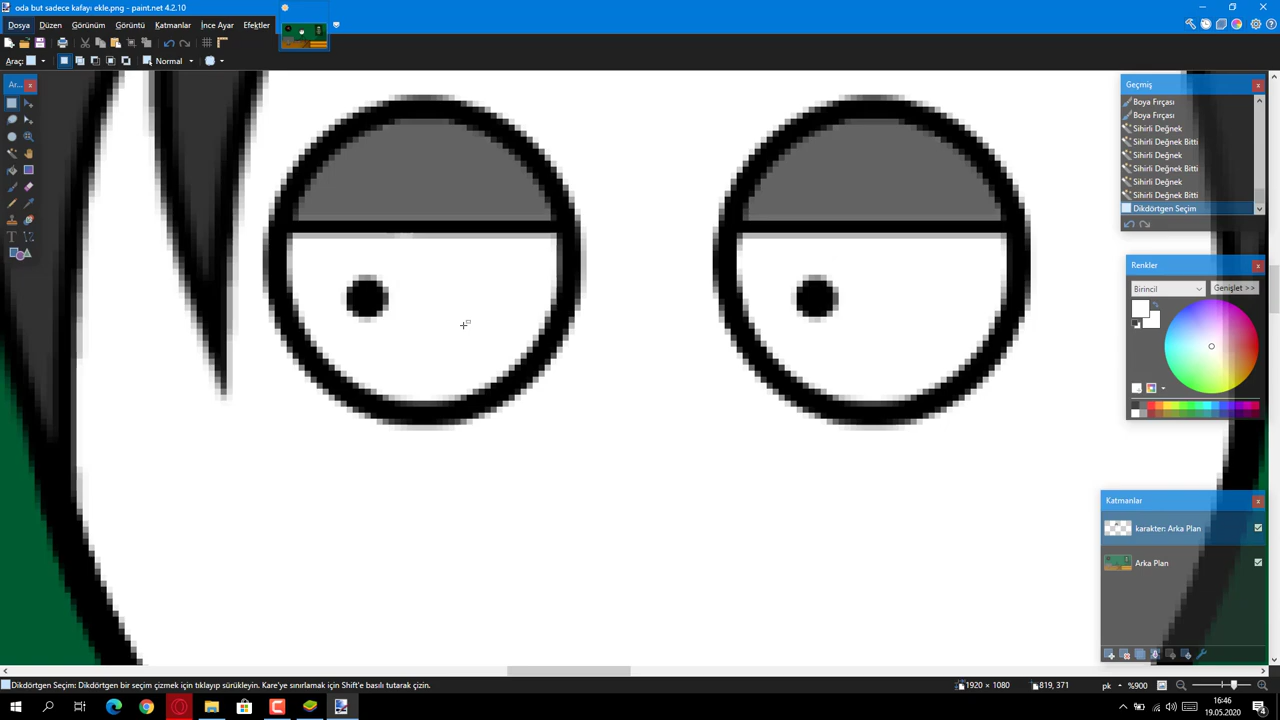 oda but sadece kafayı ekle.png - paint.net 4.2.10
Dosya Düzen Görünüm Görüntü Katmanlar İnce Ayar Efektler
Araç: Normal
Ar...
Geçmiş
Boya Fırçası
Boya Fırçası
Sihirli Değnek
Sihirli Değnek Bitti
Sihirli Değnek
Sihirli Değnek Bitti
Sihirli Değnek
Sihirli Değnek Bitti
Dikdörtgen Seçim
Renkler
Birincil Genişlet >>
Katmanlar
karakter: Arka Plan
Arka Plan
Dikdörtgen Seçim: Dikdörtgen bir seçim çizmek için tıklayıp sürükleyin. Kare'ye sınırlamak için Shift'e basılı tutarak çizin. 1920 × 1080 819, 371 pk %900
16:46
19.05.2020
4